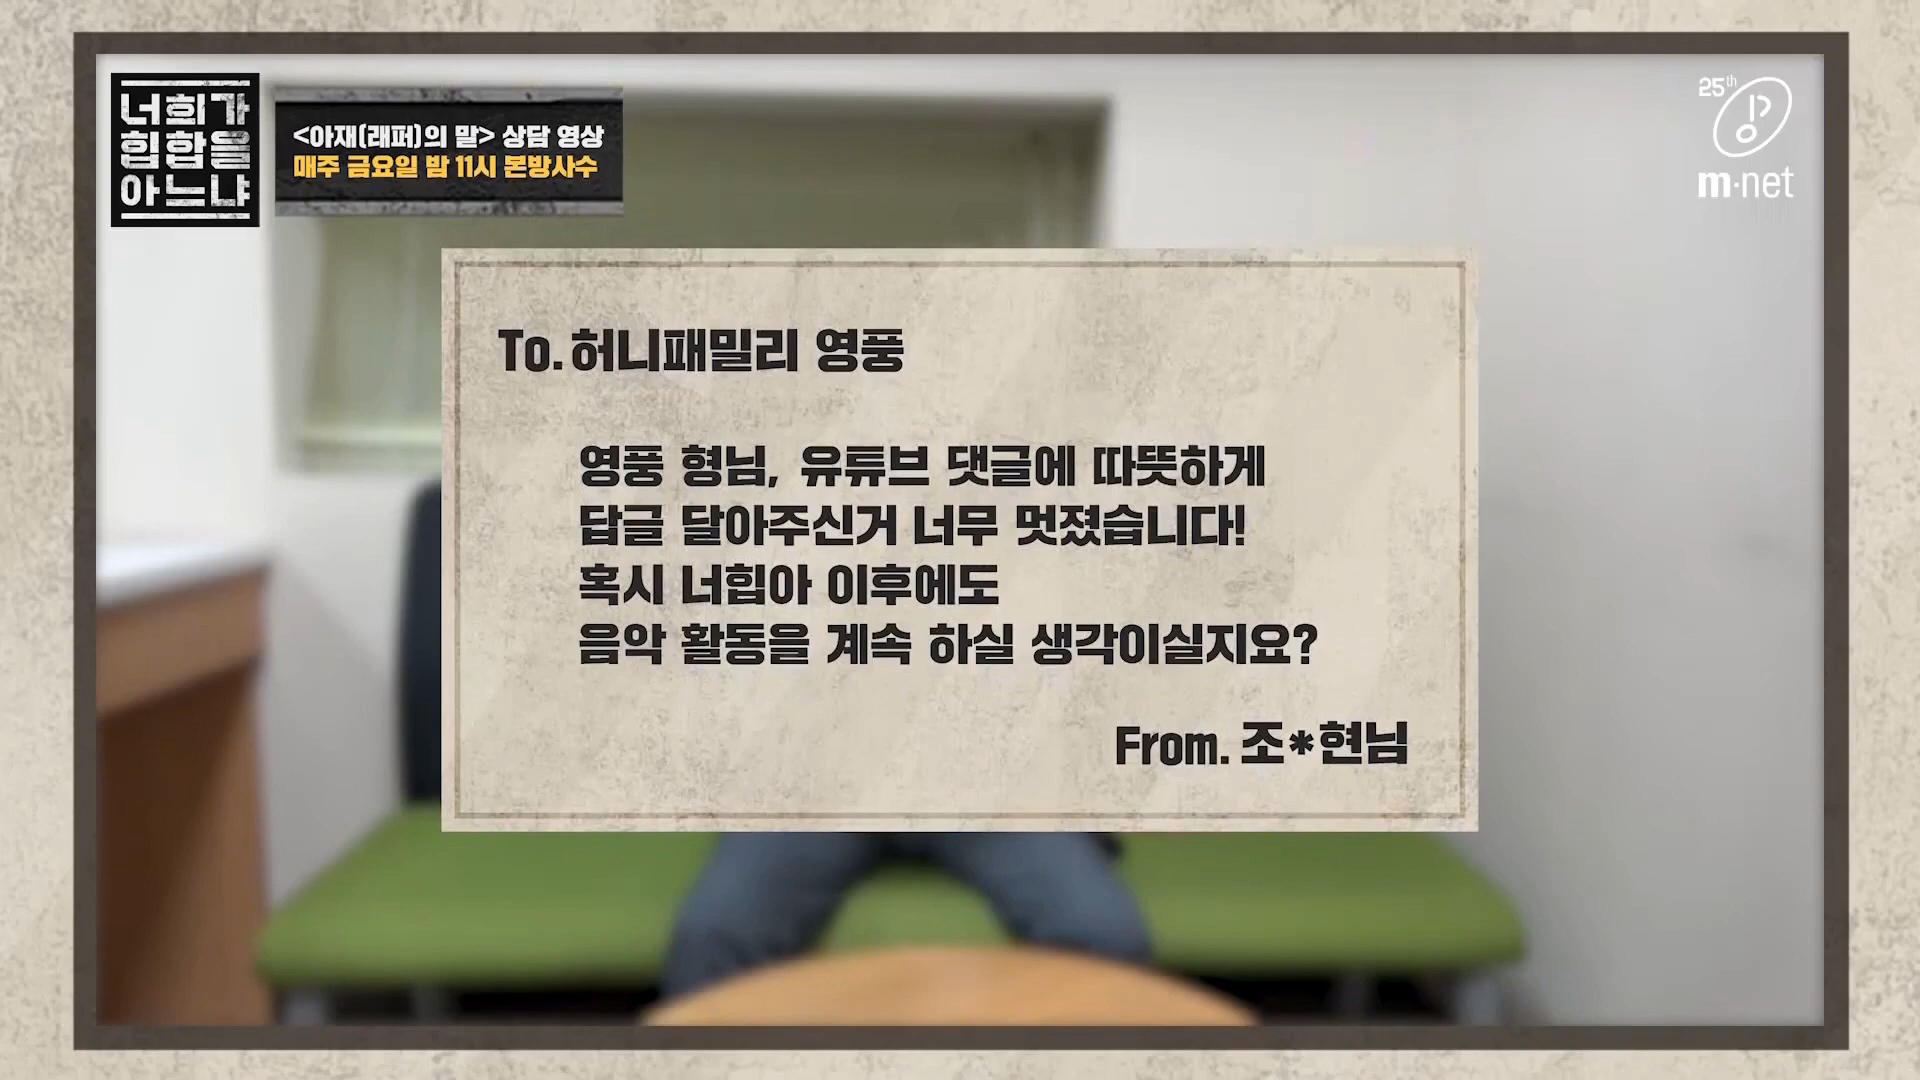 너희가
힙합을
아느냐
<아재(래퍼)의 말> 상담 영상
매주 금요일 밤 11시 본방사수
25th
m·net
To. 허니패밀리 영풍
영풍 형님, 유튜브 댓글에 따뜻하게
답글 달아주신거 너무 멋졌습니다!
혹시 너힙아 이후에도
음악 활동을 계속 하실 생각이실지요?
From. 조*현님